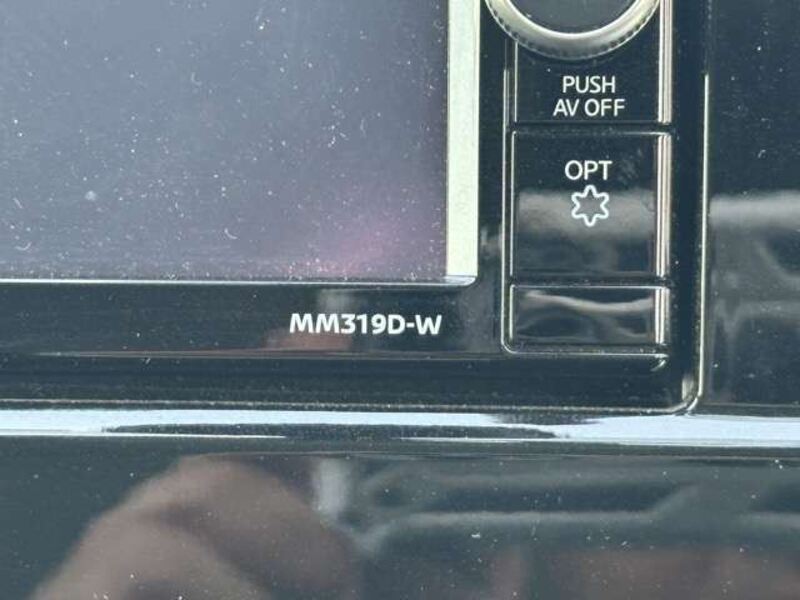 PUSH
AV OFF
OPT
MM319D-W